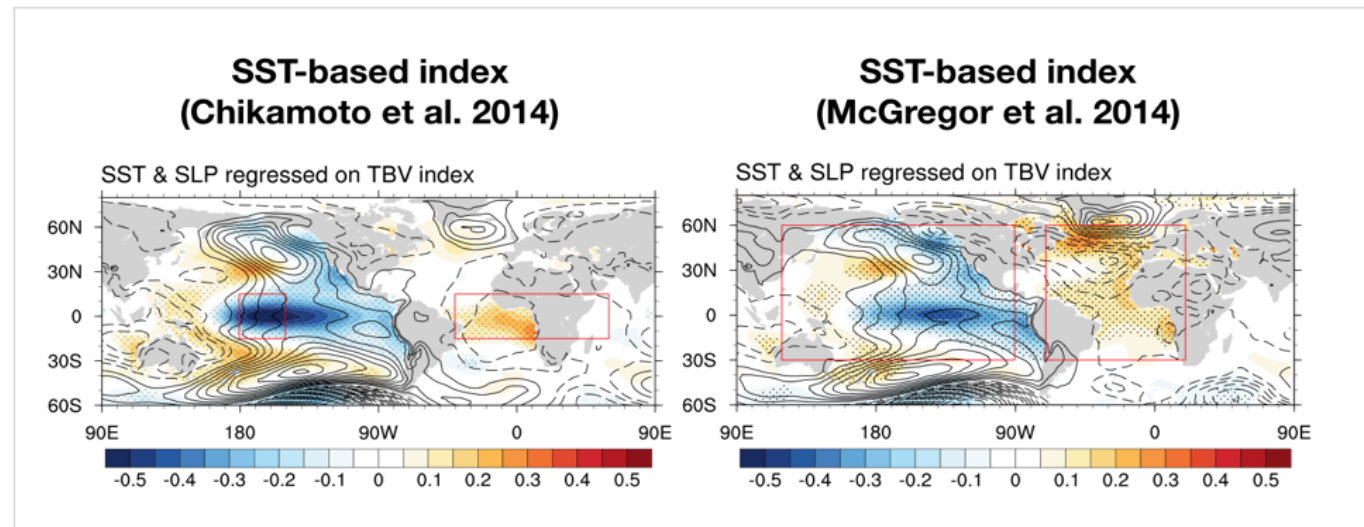 SST-based index
(Chikamoto et al. 2014)
SST & SLP regressed on TBV index
60N
30N
0
30S
60S
90E 180 90W 0 90E
-0.5 -0.4 -0.3 -0.2 -0.1 0 0.1 0.2 0.3 0.4 0.5
SST-based index
(McGregor et al. 2014)
SST & SLP regressed on TBV index
60N
30N
0
30S
60S
90E 180 90W 0 90E
-0.5 -0.4 -0.3 -0.2 -0.1 0 0.1 0.2 0.3 0.4 0.5